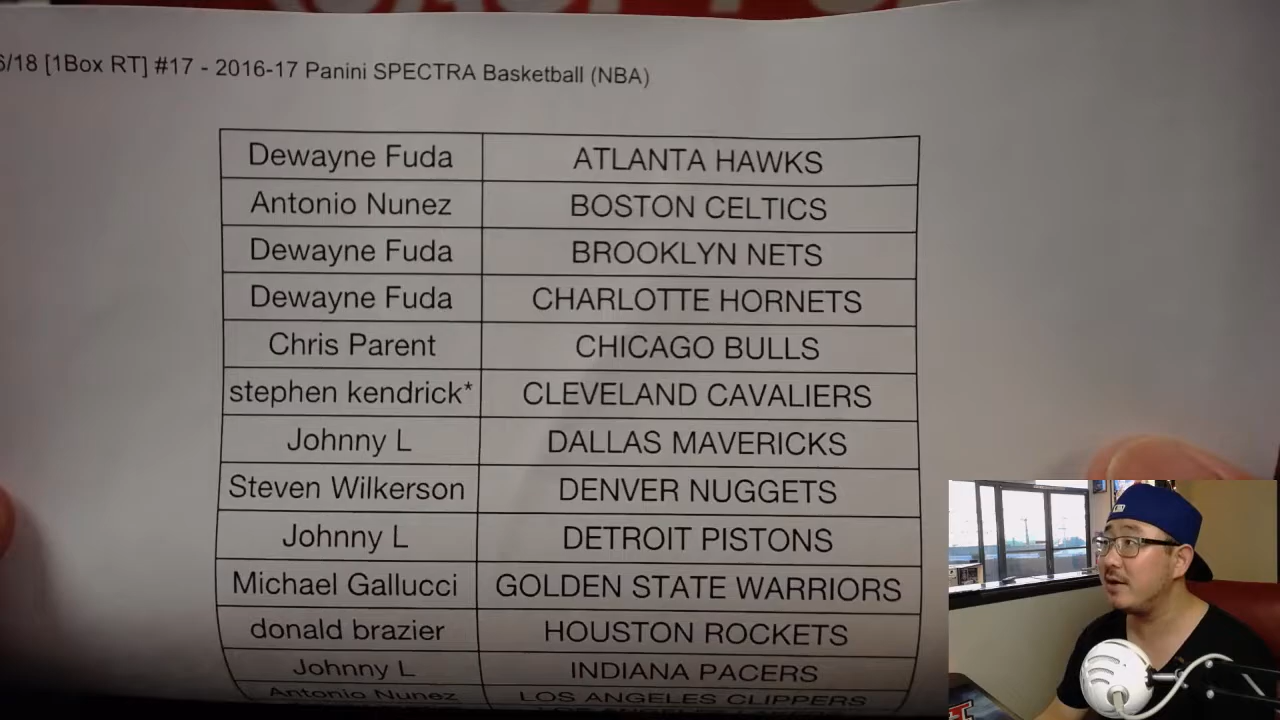 6/18 [1Box RT] #17 - 2016-17 Panini SPECTRA Basketball (NBA)
Dewayne Fuda ATLANTA HAWKS
Antonio Nunez BOSTON CELTICS
Dewayne Fuda BROOKLYN NETS
Dewayne Fuda CHARLOTTE HORNETS
Chris Parent CHICAGO BULLS
stephen kendrick* CLEVELAND CAVALIERS
Johnny L DALLAS MAVERICKS
Steven Wilkerson DENVER NUGGETS
Johnny L DETROIT PISTONS
Michael Gallucci GOLDEN STATE WARRIORS
donald brazier HOUSTON ROCKETS
Johnny L INDIANA PACERS
Antonio Nunez LOS ANGELES CLIPPERS